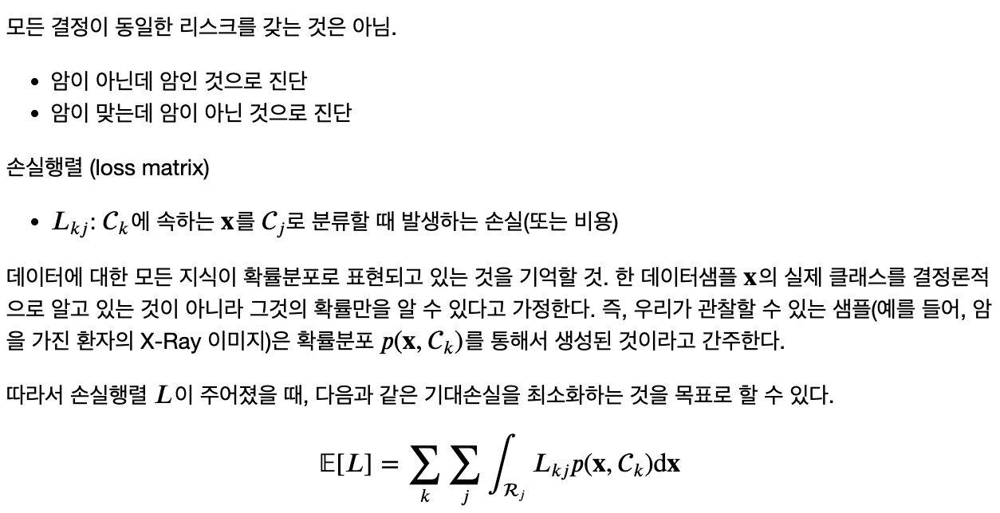 모든 결정이 동일한 리스크를 갖는 것은 아님.
• 암이 아닌데 암인 것으로 진단
• 암이 맞는데 암이 아닌 것으로 진단
손실행렬 (loss matrix)
• $L_{kj}$: $\mathcal{C}_k$에 속하는 $\mathbf{x}$를 $\mathcal{C}_j$로 분류할 때 발생하는 손실(또는 비용)
데이터에 대한 모든 지식이 확률분포로 표현되고 있는 것을 기억할 것. 한 데이터샘플 $\mathbf{x}$의 실제 클래스를 결정론적
으로 알고 있는 것이 아니라 그것의 확률만을 알 수 있다고 가정한다. 즉, 우리가 관찰할 수 있는 샘플(예를 들어, 암
을 가진 환자의 X-Ray 이미지)은 확률분포 $p(\mathbf{x}, \mathcal{C}_k)$를 통해서 생성된 것이라고 간주한다.
따라서 손실행렬 $L$이 주어졌을 때, 다음과 같은 기대손실을 최소화하는 것을 목표로 할 수 있다.
$\mathbb{E}[L] = \sum_k \sum_j \int_{\mathcal{R}_j} L_{kj} p(\mathbf{x}, \mathcal{C}_k) \mathrm{d}\mathbf{x}$